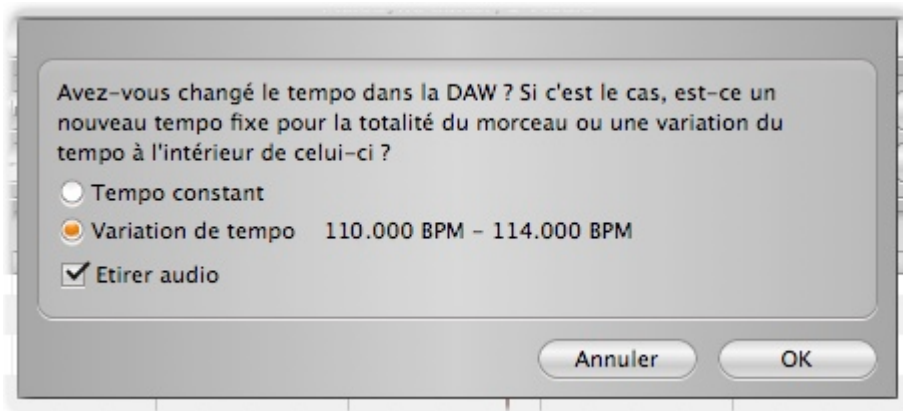 Avez-vous changé le tempo dans la DAW ? Si c'est le cas, est-ce un
nouveau tempo fixe pour la totalité du morceau ou une variation du
tempo à l'intérieur de celui-ci ?
Tempo constant
Variation de tempo 110.000 BPM - 114.000 BPM
Etirer audio
Annuler OK